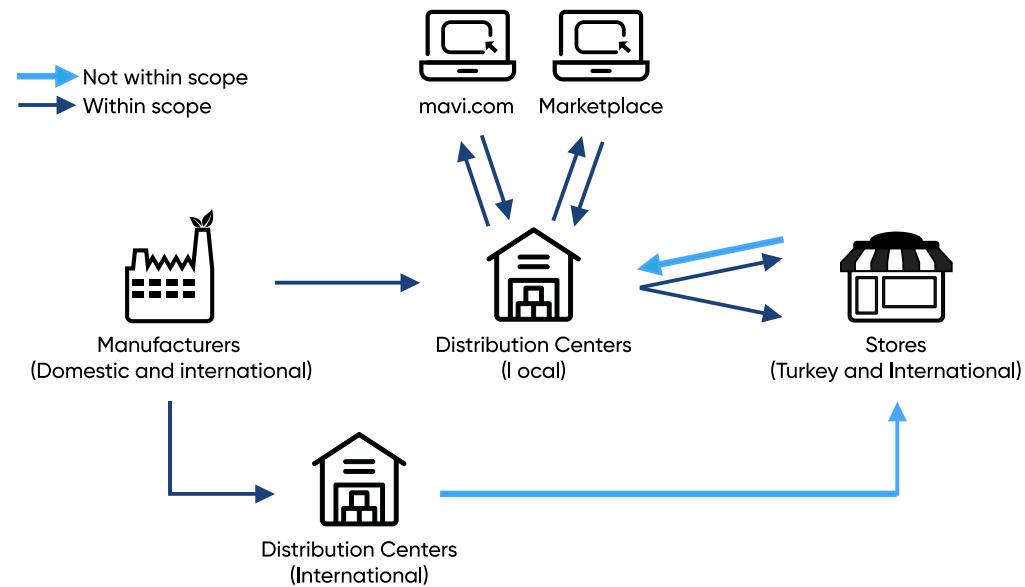 Not within scope
Within scope
mavi.com
Marketplace
Manufacturers
(Domestic and international)
Distribution Centers
(l ocal)
Stores
(Turkey and International)
Distribution Centers
(International)